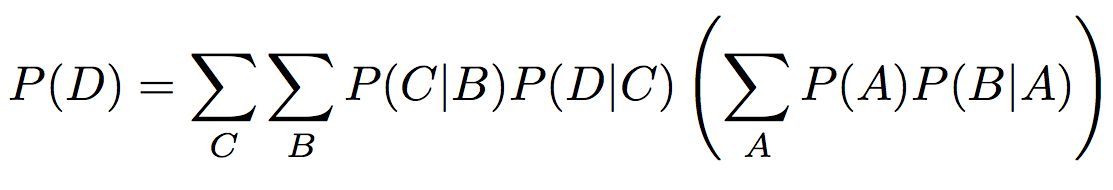 P(D) = ∑_C ∑_B P(C|B)P(D|C) (∑_A P(A)P(B|A))